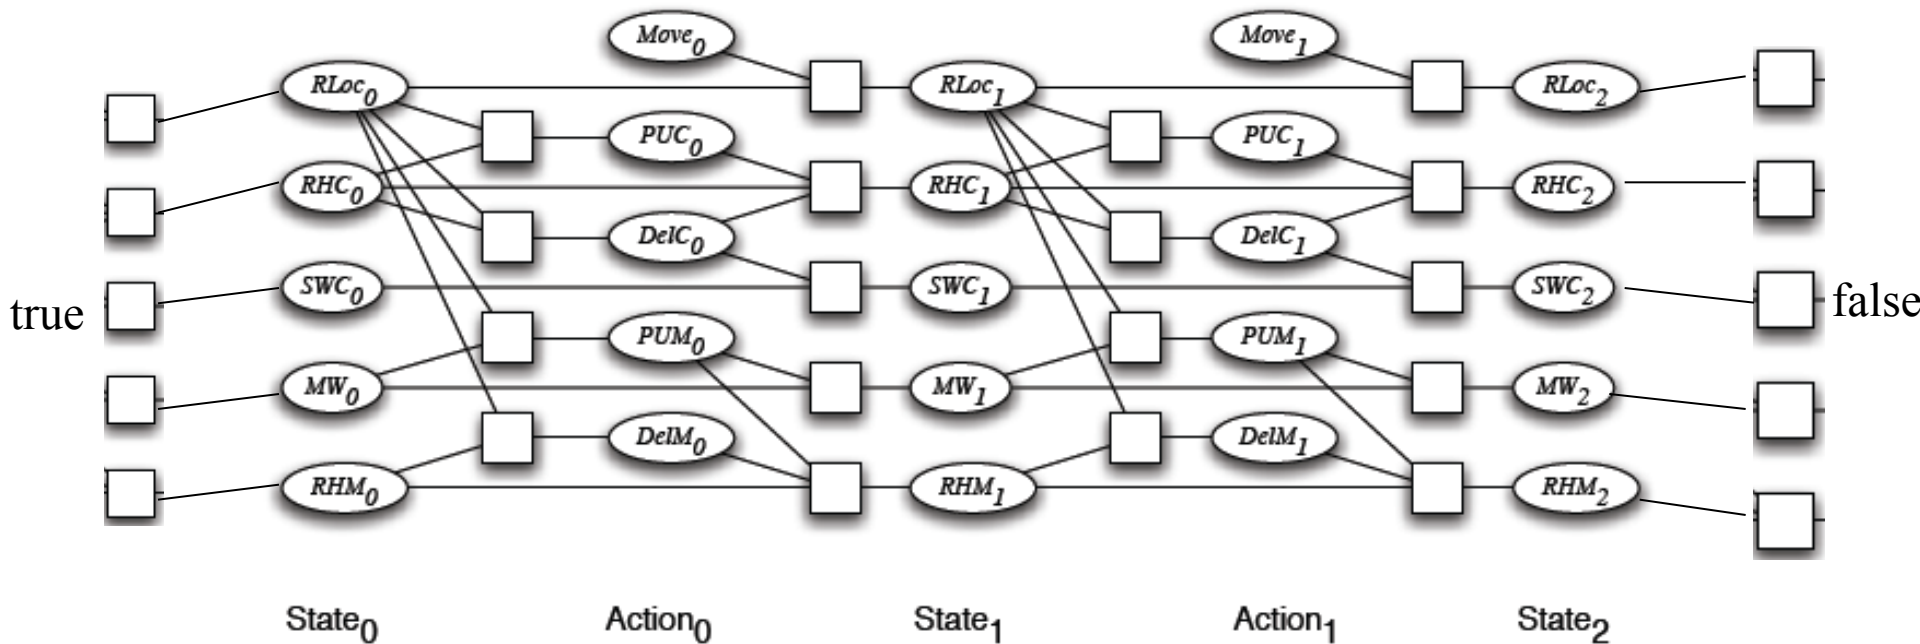 Move₀ Move₁
RLoc₀ RLoc₁ RLoc₂
PUC₀ PUC₁
RHC₀ RHC₁ RHC₂
DelC₀ DelC₁
SWC₀ SWC₁ SWC₂
true false
PUM₀ PUM₁
MW₀ MW₁ MW₂
DelM₀ DelM₁
RHM₀ RHM₁ RHM₂
State₀ Action₀ State₁ Action₁ State₂